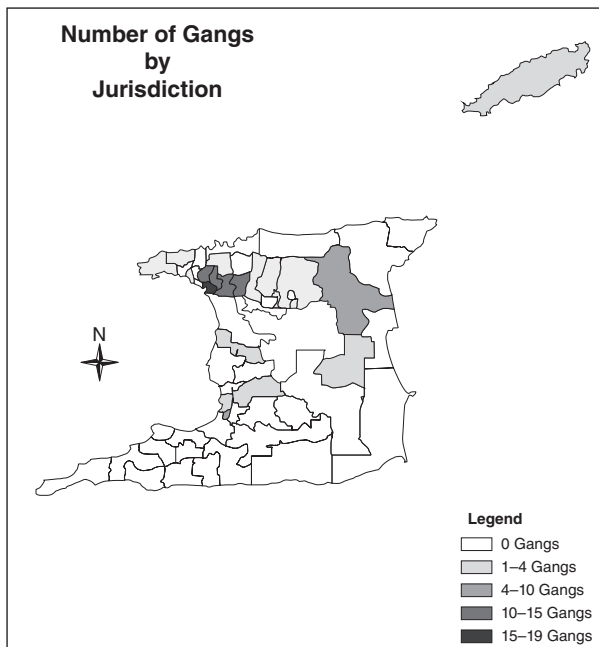 Number of Gangs
by
Jurisdiction
N
Legend
0 Gangs
1–4 Gangs
4–10 Gangs
10–15 Gangs
15–19 Gangs